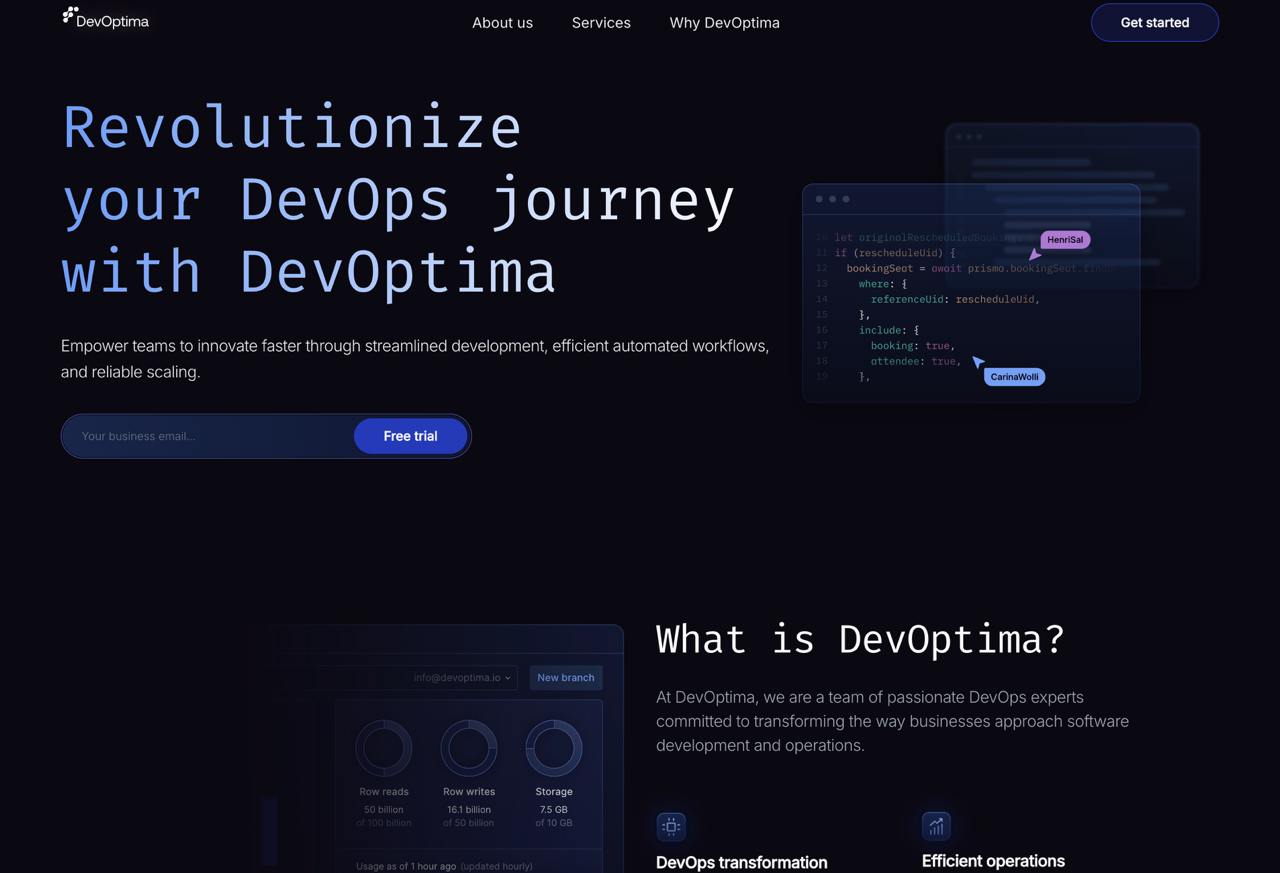 DevOptima
About us
Services
Why DevOptima
Get started
Revolutionize
your DevOps journey
with DevOptima
Empower teams to innovate faster through streamlined development, efficient automated workflows,
and reliable scaling.
Your business email...
Free trial
10 let originolRescheduledBooking
11 if (rescheduleUid) {
12 bookingSeat = await prisma.bookingSeat.find
13 where: {
14 referenceUid: rescheduleUid,
15 },
16 include: {
17 booking: true,
18 attendee: true,
19 },
HenriSal
CarinaWolli
info@devoptima.io
New branch
Row reads
50 billion
of 100 billion
Row writes
16.1 billion
of 50 billion
Storage
7.5 GB
of 10 GB
Usage as of 1 hour ago (updated hourly)
What is DevOptima?
At DevOptima, we are a team of passionate DevOps experts
committed to transforming the way businesses approach software
development and operations.
DevOps transformation
Efficient operations